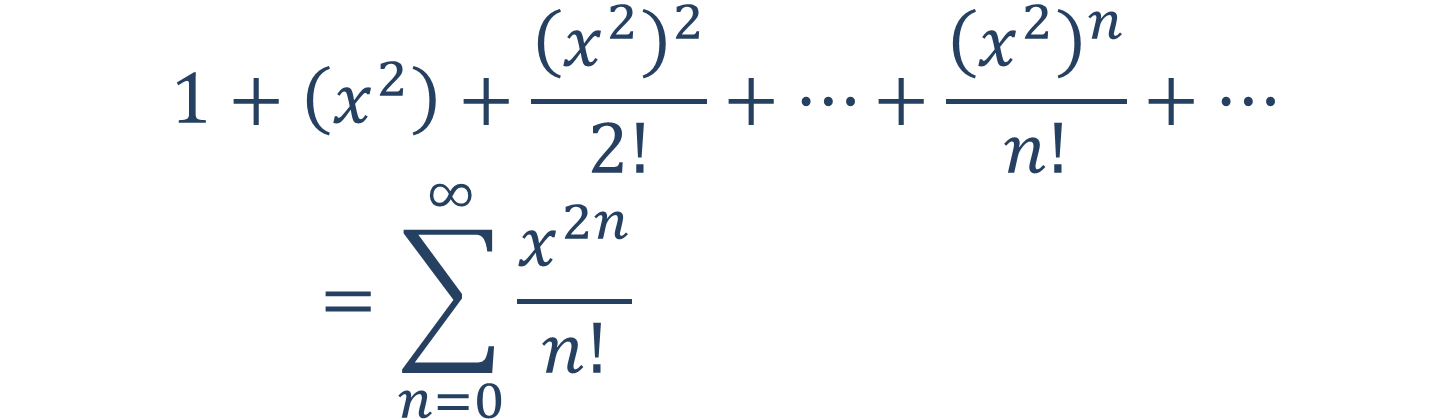 1 + (x²) + (x²)²/2! + ⋯ + (x²)ⁿ/n! + ⋯
= ∑_{n=0}^{∞} x²ⁿ/n!